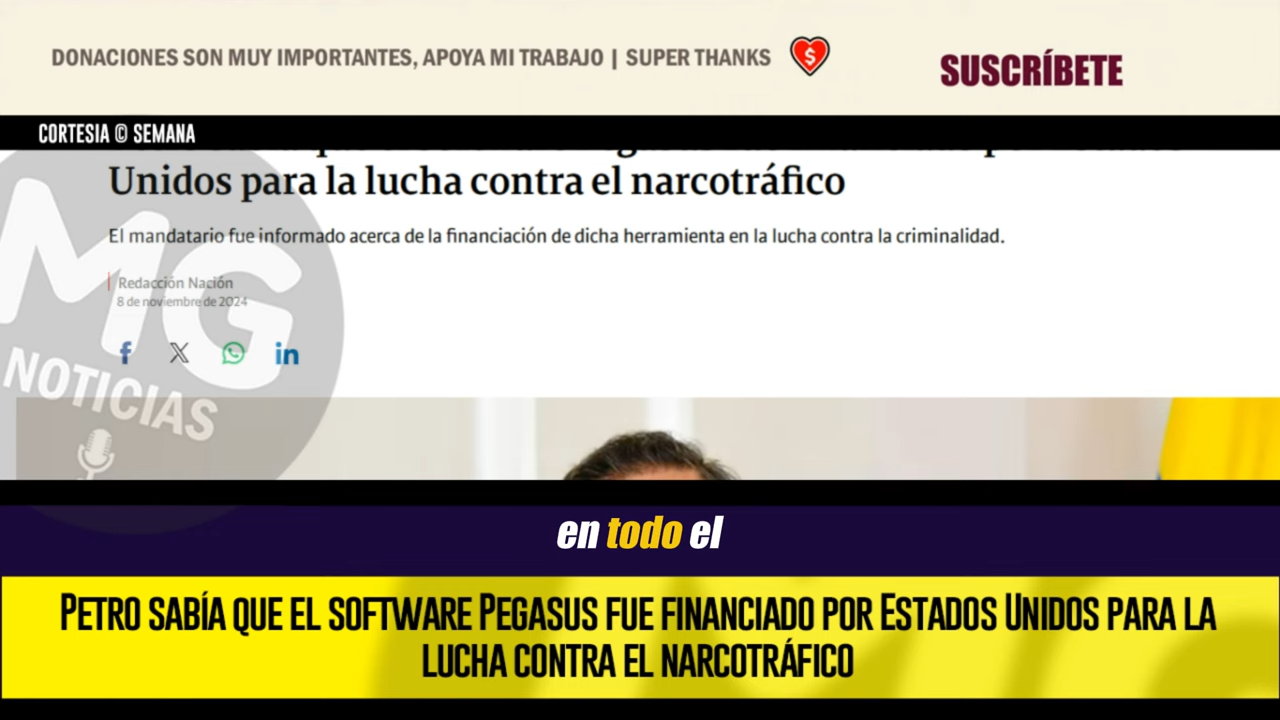 DONACIONES SON MUY IMPORTANTES, APOYA MI TRABAJO | SUPER THANKS
SUSCRÍBETE
CORTESIA © SEMANA
Unidos para la lucha contra el narcotráfico
El mandatario fue informado acerca de la financiación de dicha herramienta en la lucha contra la criminalidad.
Redacción Nación
8 de noviembre de 2024
MG
NOTICIAS
en todo el
PETRO SABÍA QUE EL SOFTWARE PEGASUS FUE FINANCIADO POR ESTADOS UNIDOS PARA LA
LUCHA CONTRA EL NARCOTRÁFICO